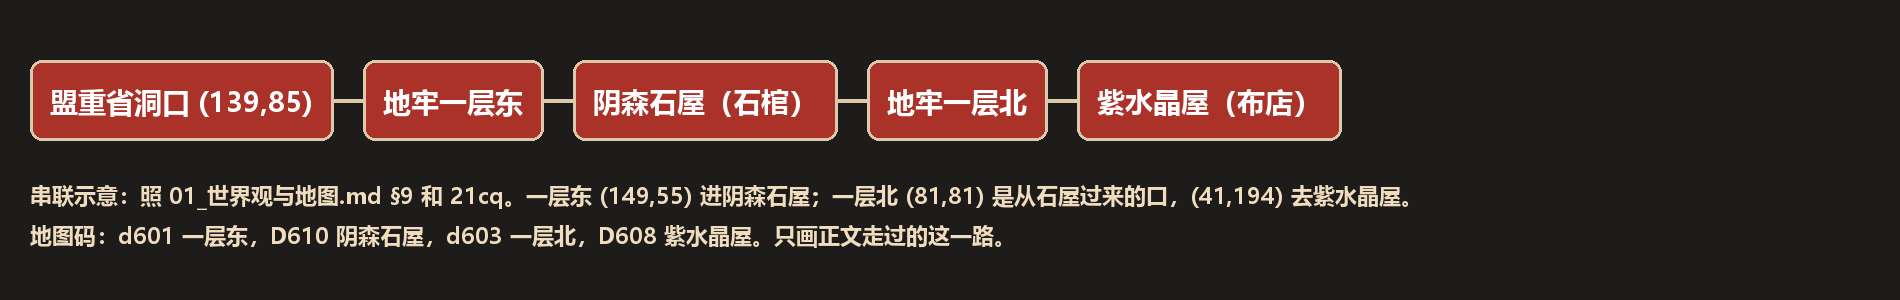 盟重省洞口 (139,85)
地牢一层东
阴森石屋（石棺）
地牢一层北
紫水晶屋（布店）
串联示意：照 01_世界观与地图.md §9 和 21cq。一层东 (149,55) 进阴森石屋；一层北 (81,81) 是从石屋过来的口，(41,194) 去紫水晶屋。
地图码：d601 一层东，D610 阴森石屋，d603 一层北，D608 紫水晶屋。只画正文走过的这一路。